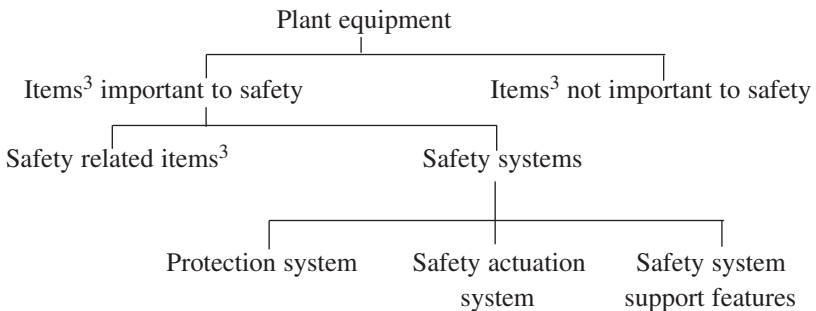 Plant equipment
Items³ important to safety
Items³ not important to safety
Safety related items³
Safety systems
Protection system
Safety actuation
system
Safety system
support features